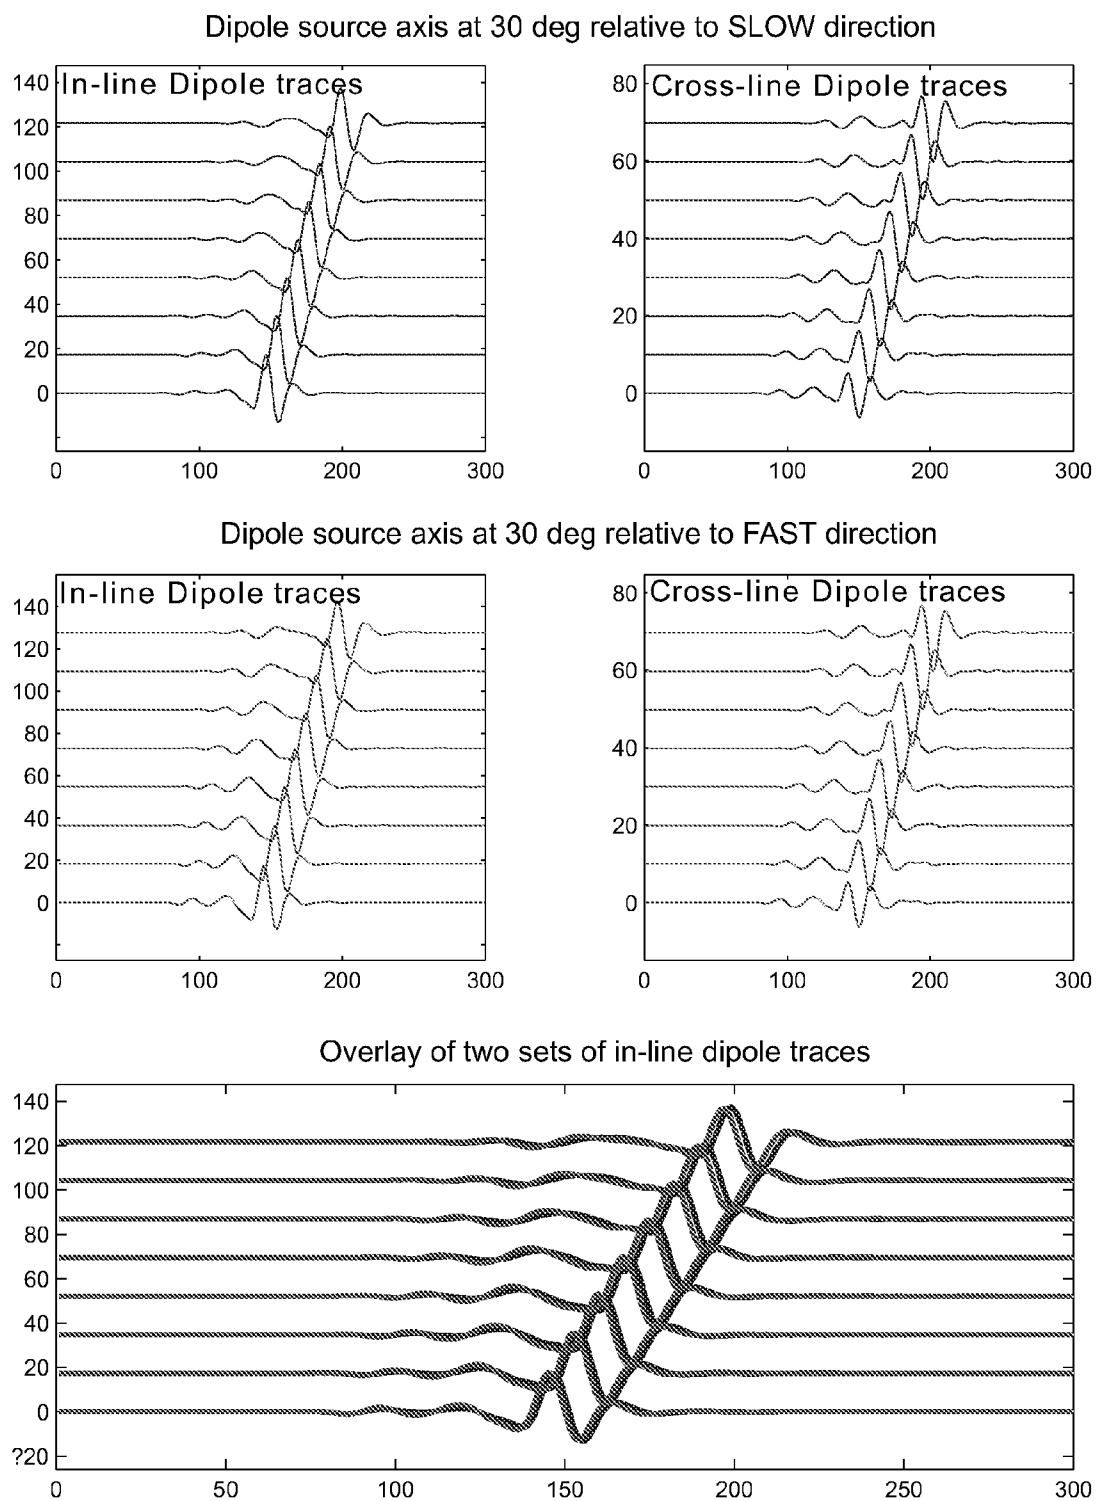 Dipole source axis at 30 deg relative to SLOW direction
In-line Dipole traces
140
120
100
80
60
40
20
0
0 100 200 300
Cross-line Dipole traces
80
60
40
20
0
0 100 200 300
Dipole source axis at 30 deg relative to FAST direction
In-line Dipole traces
140
120
100
80
60
40
20
0
0 100 200 300
Cross-line Dipole traces
80
60
40
20
0
0 100 200 300
Overlay of two sets of in-line dipole traces
140
120
100
80
60
40
20
0
?20
0 50 100 150 200 250 300